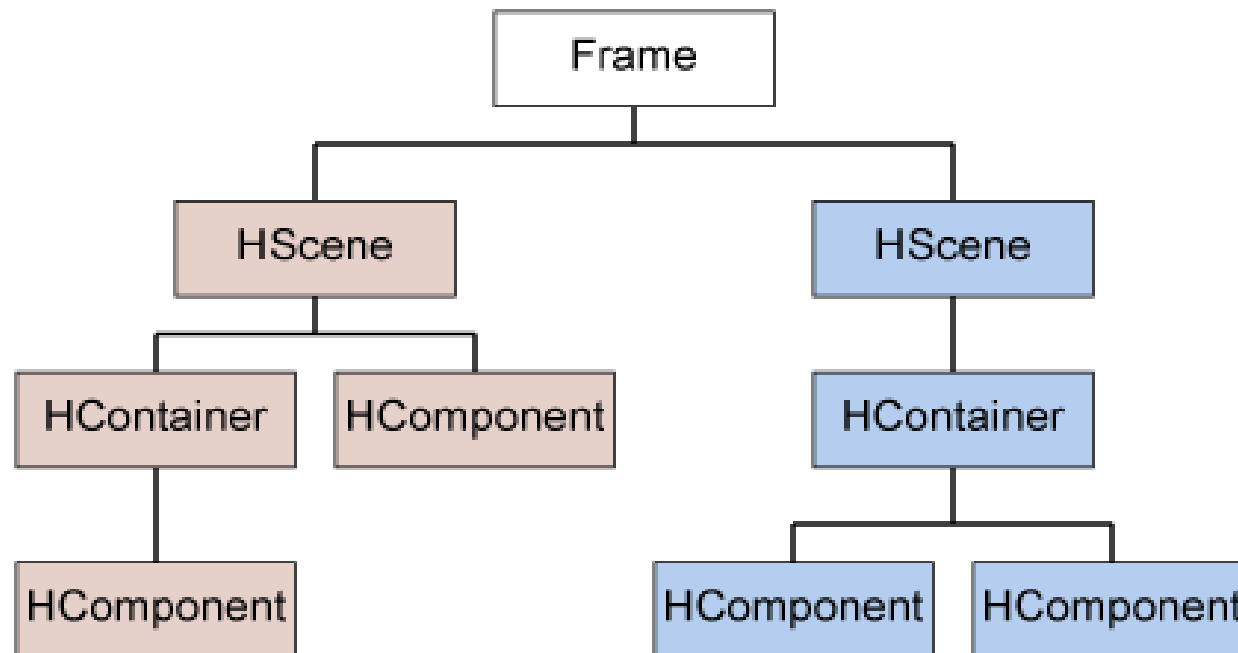 Frame
HScene
HScene
HContainer
HComponent
HContainer
HComponent
HComponent
HComponent